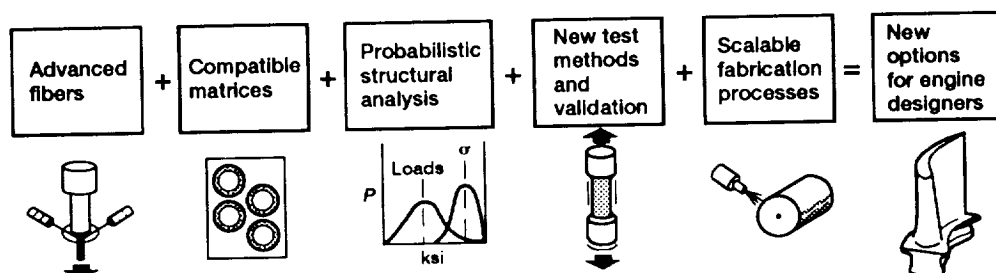 Advanced
fibers
+
Compatible
matrices
+
Probabilistic
structural
analysis
+
New test
methods
and
validation
+
Scalable
fabrication
processes
=
New
options
for engine
designers
P
Loads
σ
ksi